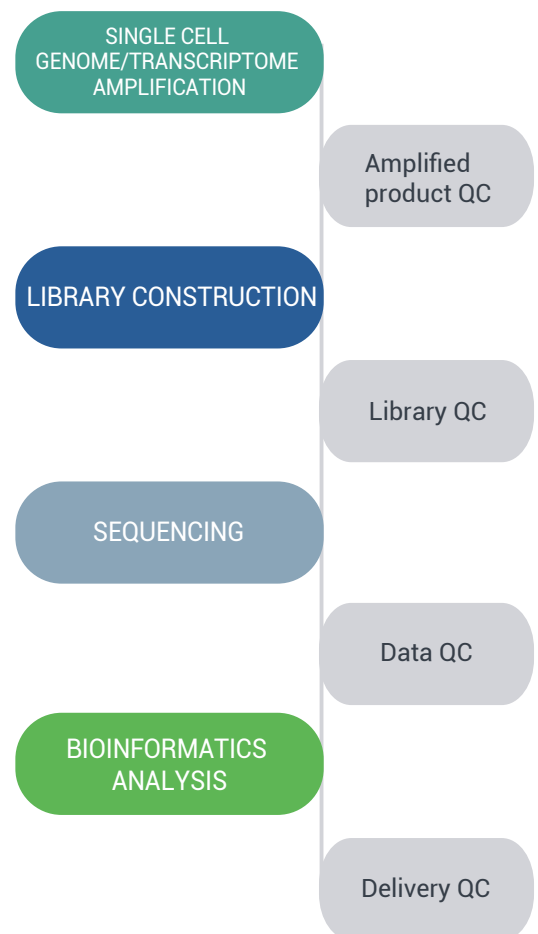 SINGLE CELL
GENOME/TRANSCRIPTOME
AMPLIFICATION
Amplified
product QC
LIBRARY CONSTRUCTION
Library QC
SEQUENCING
Data QC
BIOINFORMATICS
ANALYSIS
Delivery QC